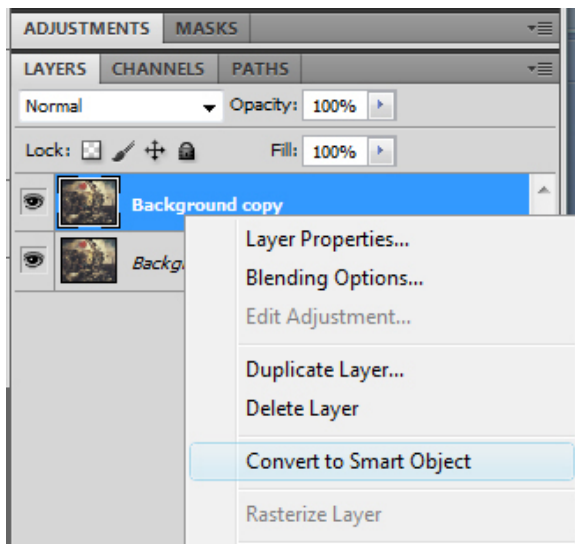 ADJUSTMENTS MASKS
LAYERS CHANNELS PATHS
Normal Opacity: 100%
Lock: Fill: 100%
Background copy
Backg
Layer Properties...
Blending Options...
Edit Adjustment...
Duplicate Layer...
Delete Layer
Convert to Smart Object
Rasterize Layer